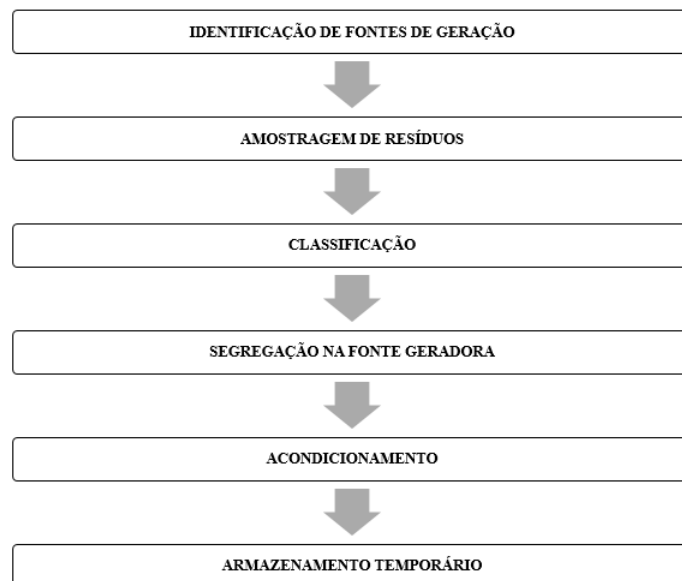 IDENTIFICAÇÃO DE FONTES DE GERAÇÃO
AMOSTRAGEM DE RESÍDUOS
CLASSIFICAÇÃO
SEGREGAÇÃO NA FONTE GERADORA
ACONDICIONAMENTO
ARMAZENAMENTO TEMPORÁRIO